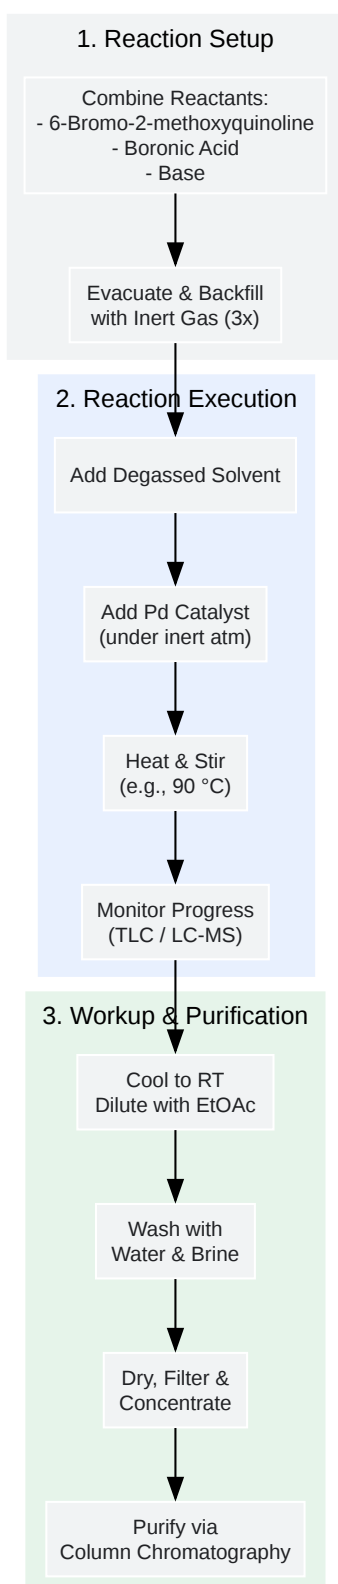 1. Reaction Setup
Combine Reactants:
- 6-Bromo-2-methoxyquinoline
- Boronic Acid
- Base
Evacuate & Backfill
with Inert Gas (3x)
2. Reaction Execution
Add Degassed Solvent
Add Pd Catalyst
(under inert atm)
Heat & Stir
(e.g., 90 °C)
Monitor Progress
(TLC / LC-MS)
3. Workup & Purification
Cool to RT
Dilute with EtOAc
Wash with
Water & Brine
Dry, Filter &
Concentrate
Purify via
Column Chromatography